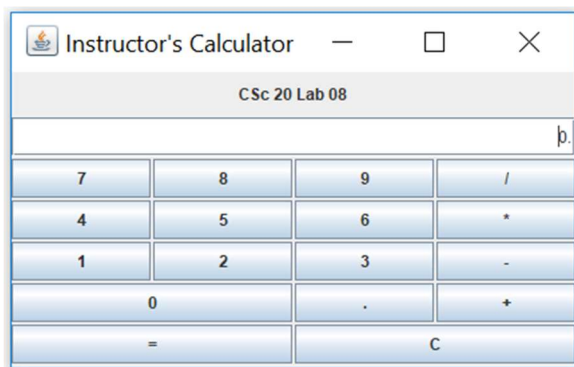 Instructor's Calculator
CSc 20 Lab 08
0.
7 8 9 /
4 5 6 *
1 2 3 -
0 . +
= C